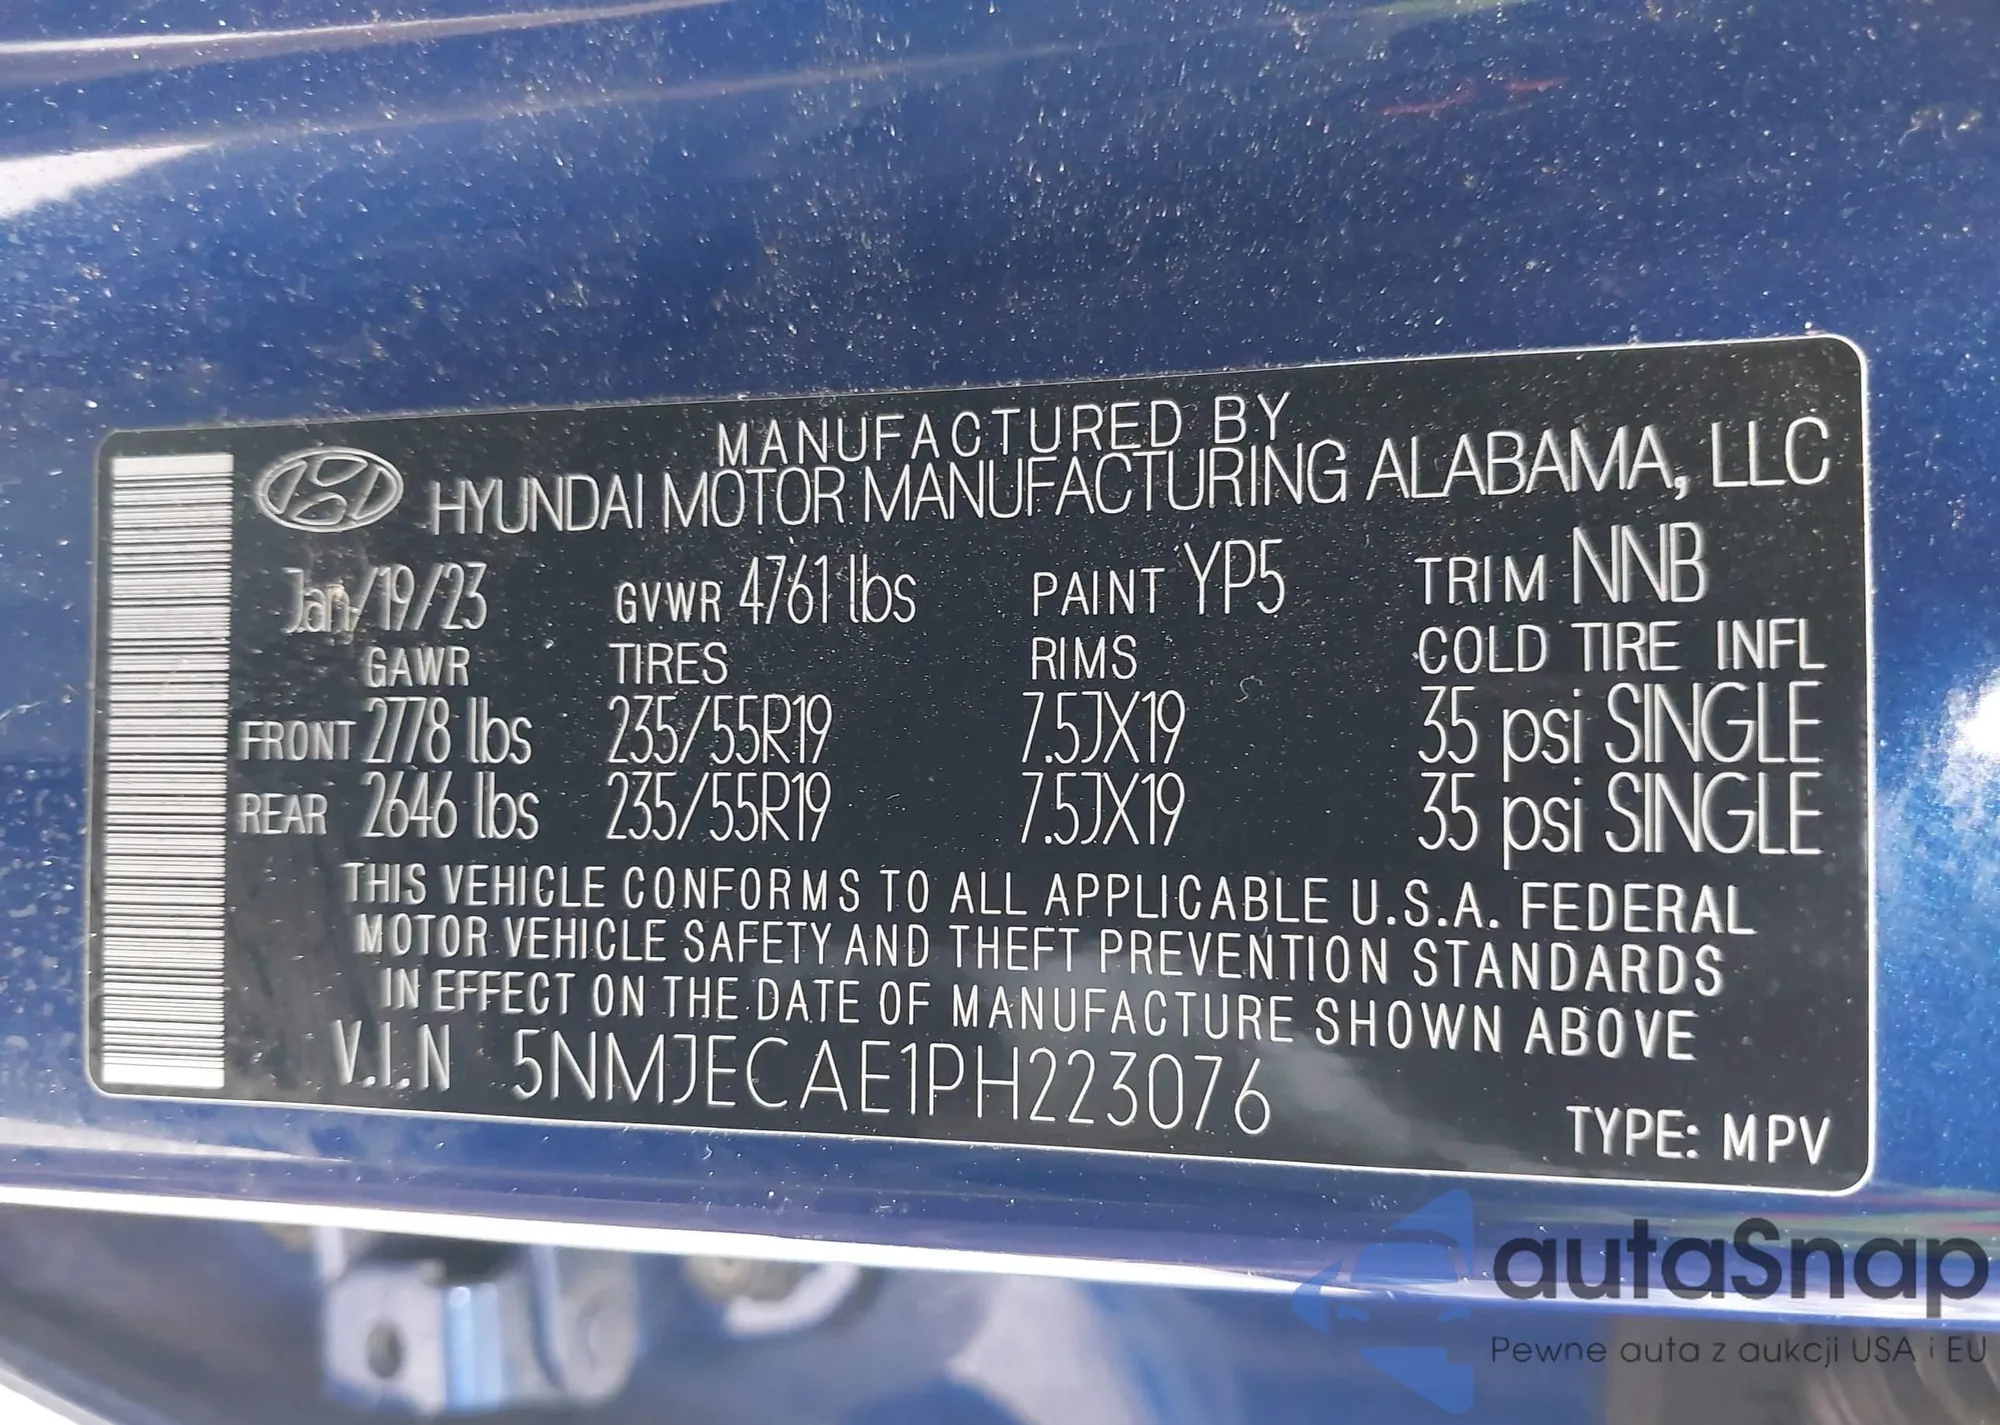 MANUFACTURED BY
HYUNDAI MOTOR MANUFACTURING ALABAMA, LLC
Jan/19/23 GVWR 4761 lbs PAINT YP5 TRIM NNB
GAWR TIRES RIMS COLD TIRE INFL
FRONT 2778 lbs 235/55R19 7.5JX19 35 psi SINGLE
REAR 2646 lbs 235/55R19 7.5JX19 35 psi SINGLE
THIS VEHICLE CONFORMS TO ALL APPLICABLE U.S.A. FEDERAL
MOTOR VEHICLE SAFETY AND THEFT PREVENTION STANDARDS
IN EFFECT ON THE DATE OF MANUFACTURE SHOWN ABOVE
V.I.N 5NMJECAE1PH223076
TYPE: MPV
autaSnap
Pewne auta z aukcji USA i EU